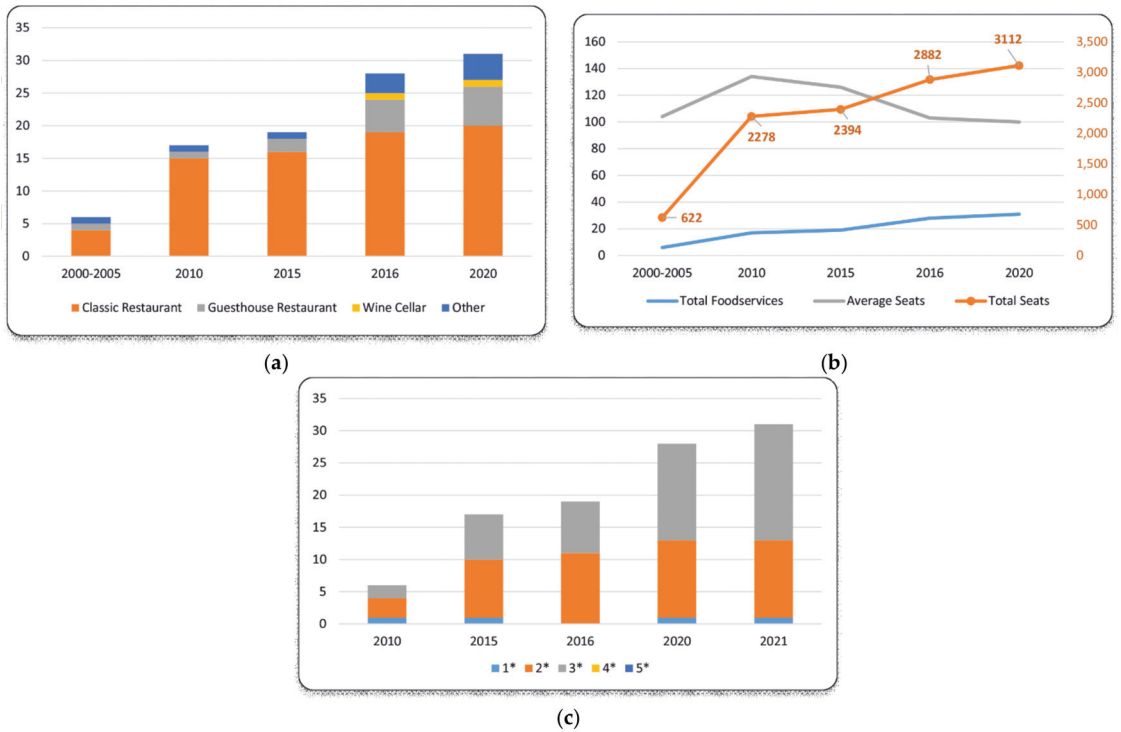 35
30
25
20
15
10
5
0
2000-2005 2010 2015 2016 2020
Classic Restaurant Guesthouse Restaurant Wine Cellar Other
(a)
160 3,500
140 3,000
120 2,500
100 2,000
80 1,500
60 1,000
40 500
20 0
0
622 2278 2394 2882 3112
2000-2005 2010 2015 2016 2020
Total Foodservices Average Seats Total Seats
(b)
35
30
25
20
15
10
5
0
2010 2015 2016 2020 2021
1* 2* 3* 4* 5*
(c)